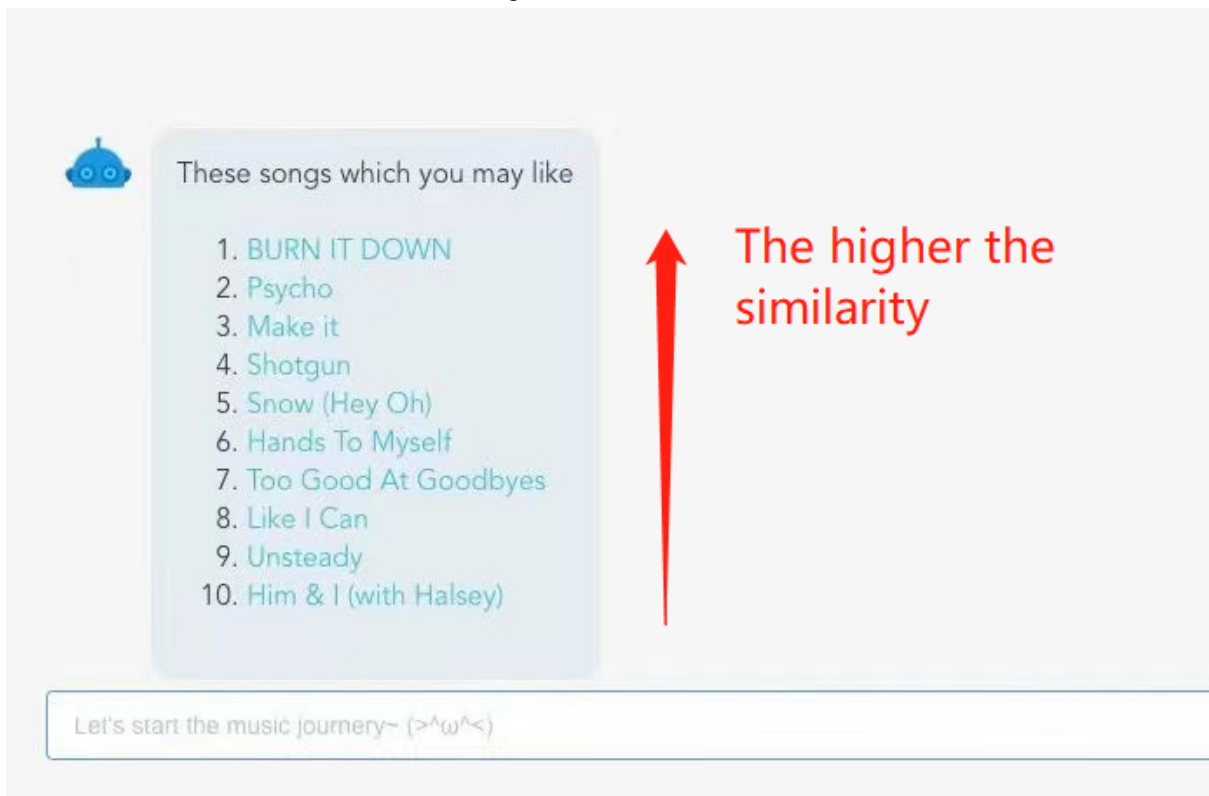 These songs which you may like
1. BURN IT DOWN
2. Psycho
3. Make it
4. Shotgun
5. Snow (Hey Oh)
6. Hands To Myself
7. Too Good At Goodbyes
8. Like I Can
9. Unsteady
10. Him & I (with Halsey)
The higher the
similarity
Let's start the music journery~ (>^ω^<)